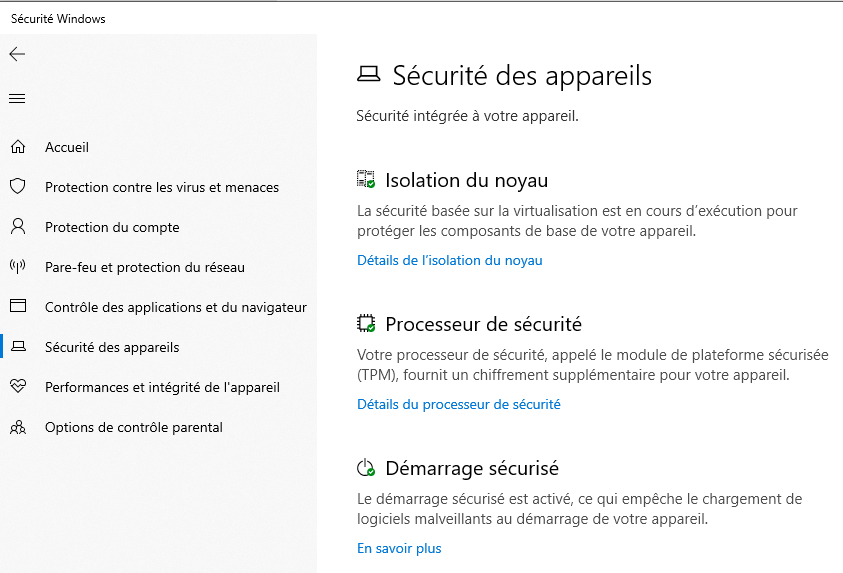 Sécurité Windows
Accueil
Protection contre les virus et menaces
Protection du compte
Pare-feu et protection du réseau
Contrôle des applications et du navigateur
Sécurité des appareils
Performances et intégrité de l'appareil
Options de contrôle parental
Sécurité des appareils
Sécurité intégrée à votre appareil.
Isolation du noyau
La sécurité basée sur la virtualisation est en cours d’exécution pour
protéger les composants de base de votre appareil.
Détails de l’isolation du noyau
Processeur de sécurité
Votre processeur de sécurité, appelé le module de plateforme sécurisée
(TPM), fournit un chiffrement supplémentaire pour votre appareil.
Détails du processeur de sécurité
Démarrage sécurisé
Le démarrage sécurisé est activé, ce qui empêche le chargement de
logiciels malveillants au démarrage de votre appareil.
En savoir plus